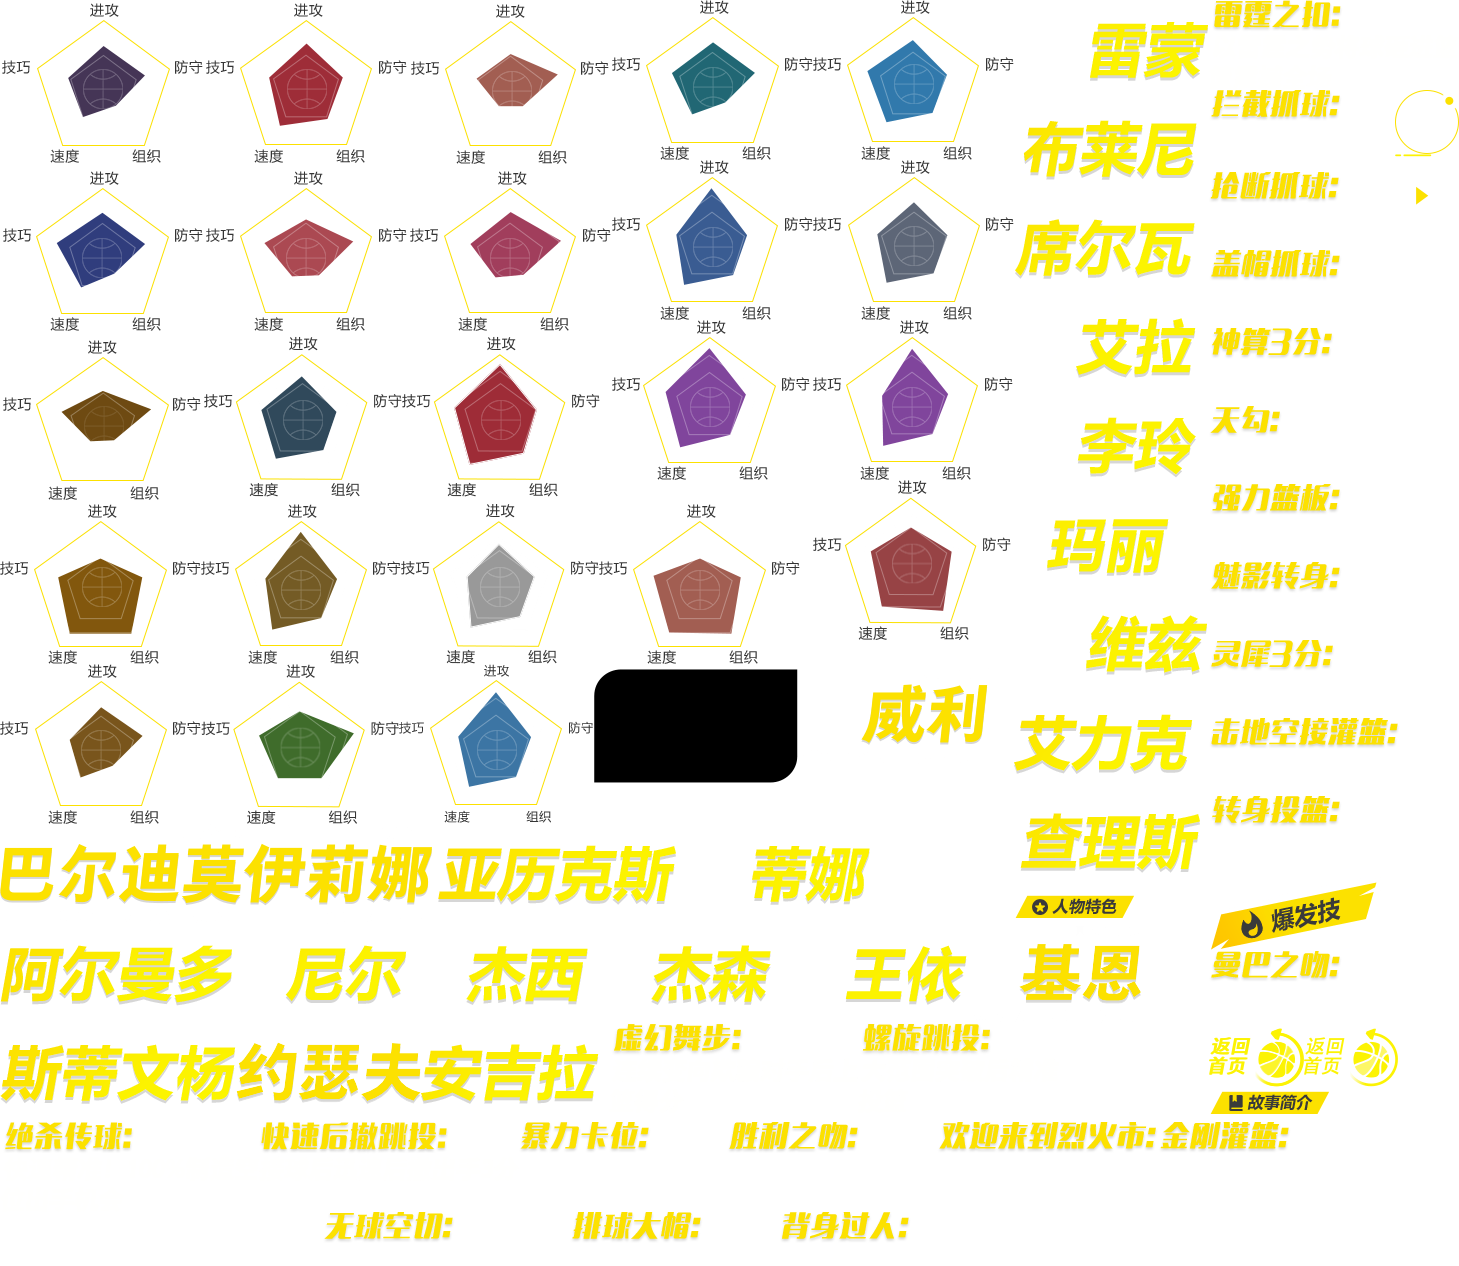 进攻 进攻 进攻 进攻 进攻
技巧 防守 技巧 防守 技巧 防守 技巧 防守 技巧 防守
速度 组织 速度 组织 速度 组织 速度 组织 速度 组织
进攻 进攻 进攻 进攻 进攻
技巧 防守 技巧 防守 技巧 防守 技巧 防守 技巧 防守
速度 组织 速度 组织 速度 组织 速度 组织 速度 组织
进攻 进攻 进攻 进攻 进攻
技巧 防守 技巧 防守 技巧 防守 技巧 防守 技巧 防守
速度 组织 速度 组织 速度 组织 速度 组织 速度 组织
进攻 进攻 进攻 进攻 进攻
技巧 防守 技巧 防守 技巧 防守 技巧 防守 技巧 防守
速度 组织 速度 组织 速度 组织 速度 组织 速度 组织
进攻 进攻 进攻
技巧 防守 技巧 防守 技巧 防守
速度 组织 速度 组织 速度 组织
雷蒙
布莱尼
席尔瓦
艾拉
李玲
玛丽
维兹
威利
艾力克
查理斯
雷霆之扣:
拦截抓球:
抢断抓球:
盖帽抓球:
神算3分:
天勾:
强力篮板:
魅影转身:
灵犀3分:
击地空接灌篮:
转身投篮:
巴尔迪莫伊莉娜 亚历克斯 蒂娜
人物特色
爆发技
阿尔曼多 尼尔 杰西 杰森 王依 基恩
曼巴之吻:
虚幻舞步: 螺旋跳投:
返回首页 返回首页
斯蒂文杨约瑟夫安吉拉
故事简介
绝杀传球: 快速后撤跳投: 暴力卡位: 胜利之吻: 欢迎来到烈火市: 金刚灌篮:
无球空切: 排球大帽: 背身过人: